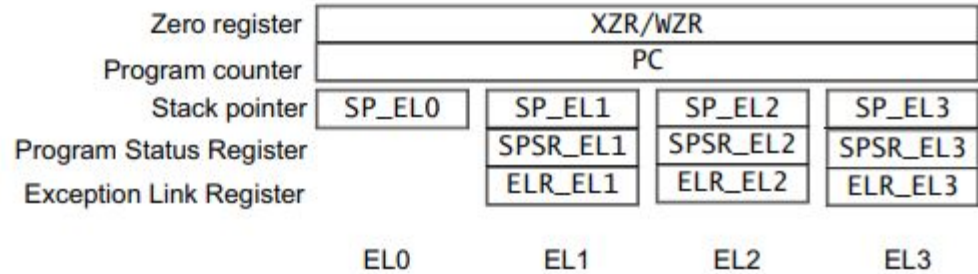 Zero register XZR/WZR
Program counter PC
Stack pointer SP_EL0 SP_EL1 SP_EL2 SP_EL3
Program Status Register SPSR_EL1 SPSR_EL2 SPSR_EL3
Exception Link Register ELR_EL1 ELR_EL2 ELR_EL3
EL0 EL1 EL2 EL3